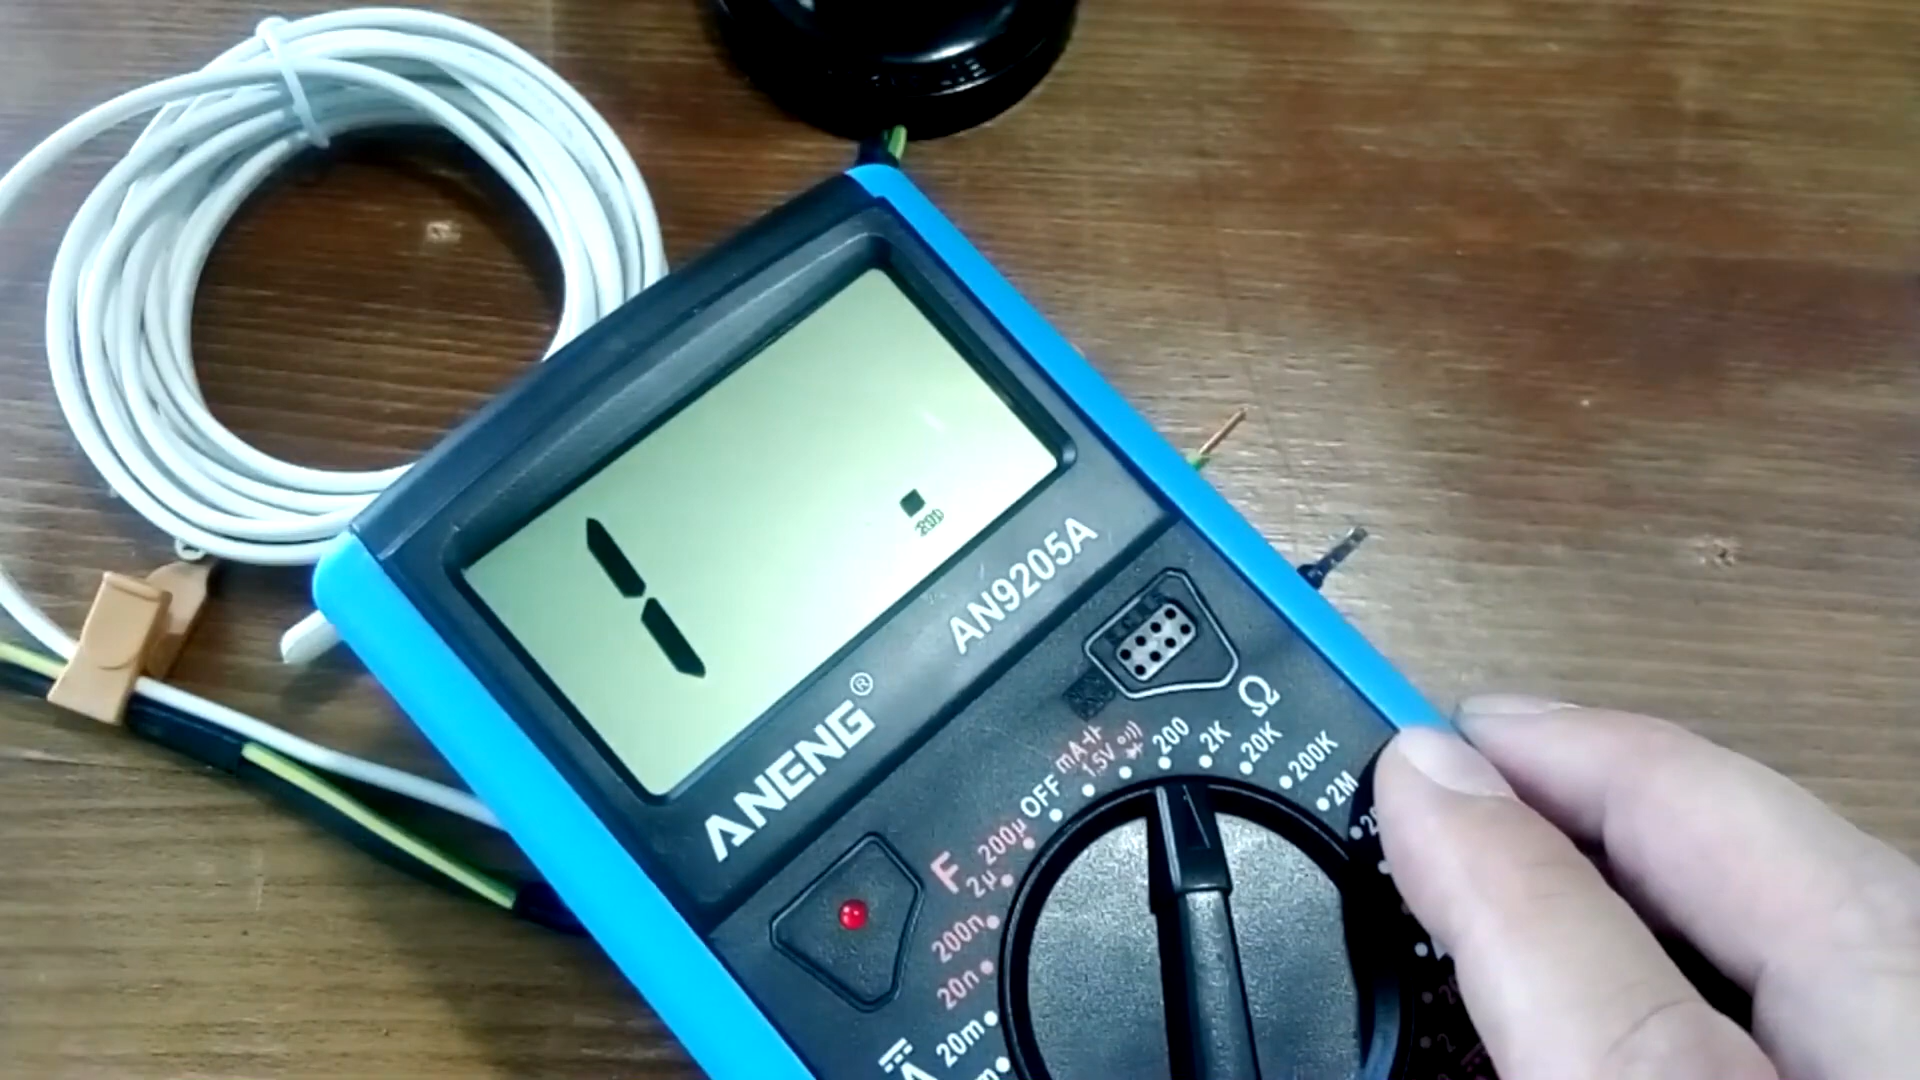 1 .
200
ANENG®
AN9205A
Ω
mA
1.5V
200
2K
20K
200K
2M
OFF
F
200µ
2µ
200n
20n
20m